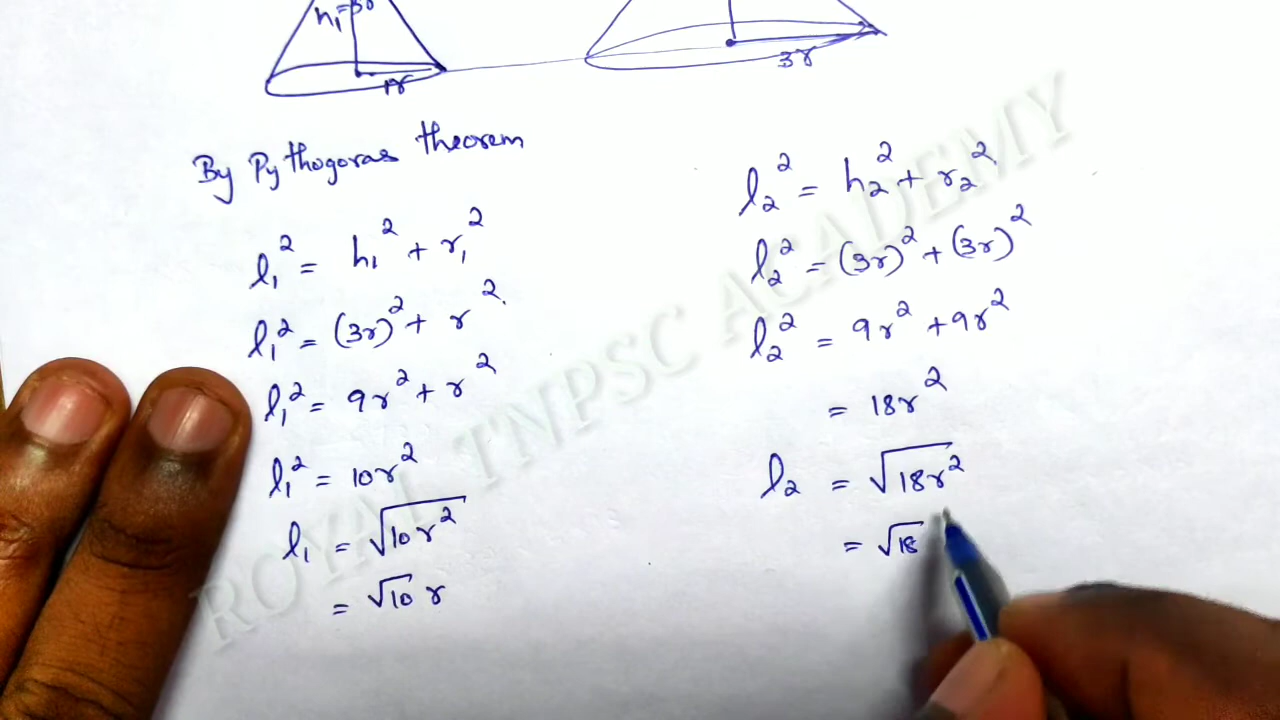 h₁=3r
1r
3r
By Pythogoras theorem
l₁² = h₁² + r₁²
l₁² = (3r)² + r²
l₁² = 9r² + r²
l₁² = 10r²
l₁ = √10r²
= √10 r
l₂² = h₂² + r₂²
l₂² = (3r)² + (3r)²
l₂² = 9r² + 9r²
= 18r²
l₂ = √18r²
= √18
ROYAL TNPSC ACADEMY